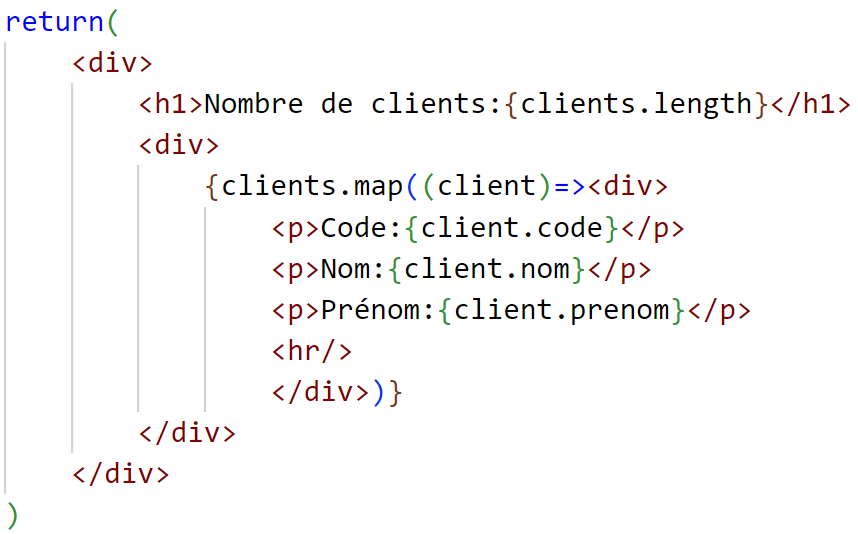 return(
<div>
<h1>Nombre de clients:{clients.length}</h1>
<div>
{clients.map((client)=><div>
<p>Code:{client.code}</p>
<p>Nom:{client.nom}</p>
<p>Prénom:{client.prenom}</p>
<hr/>
</div>)}
</div>
</div>
)